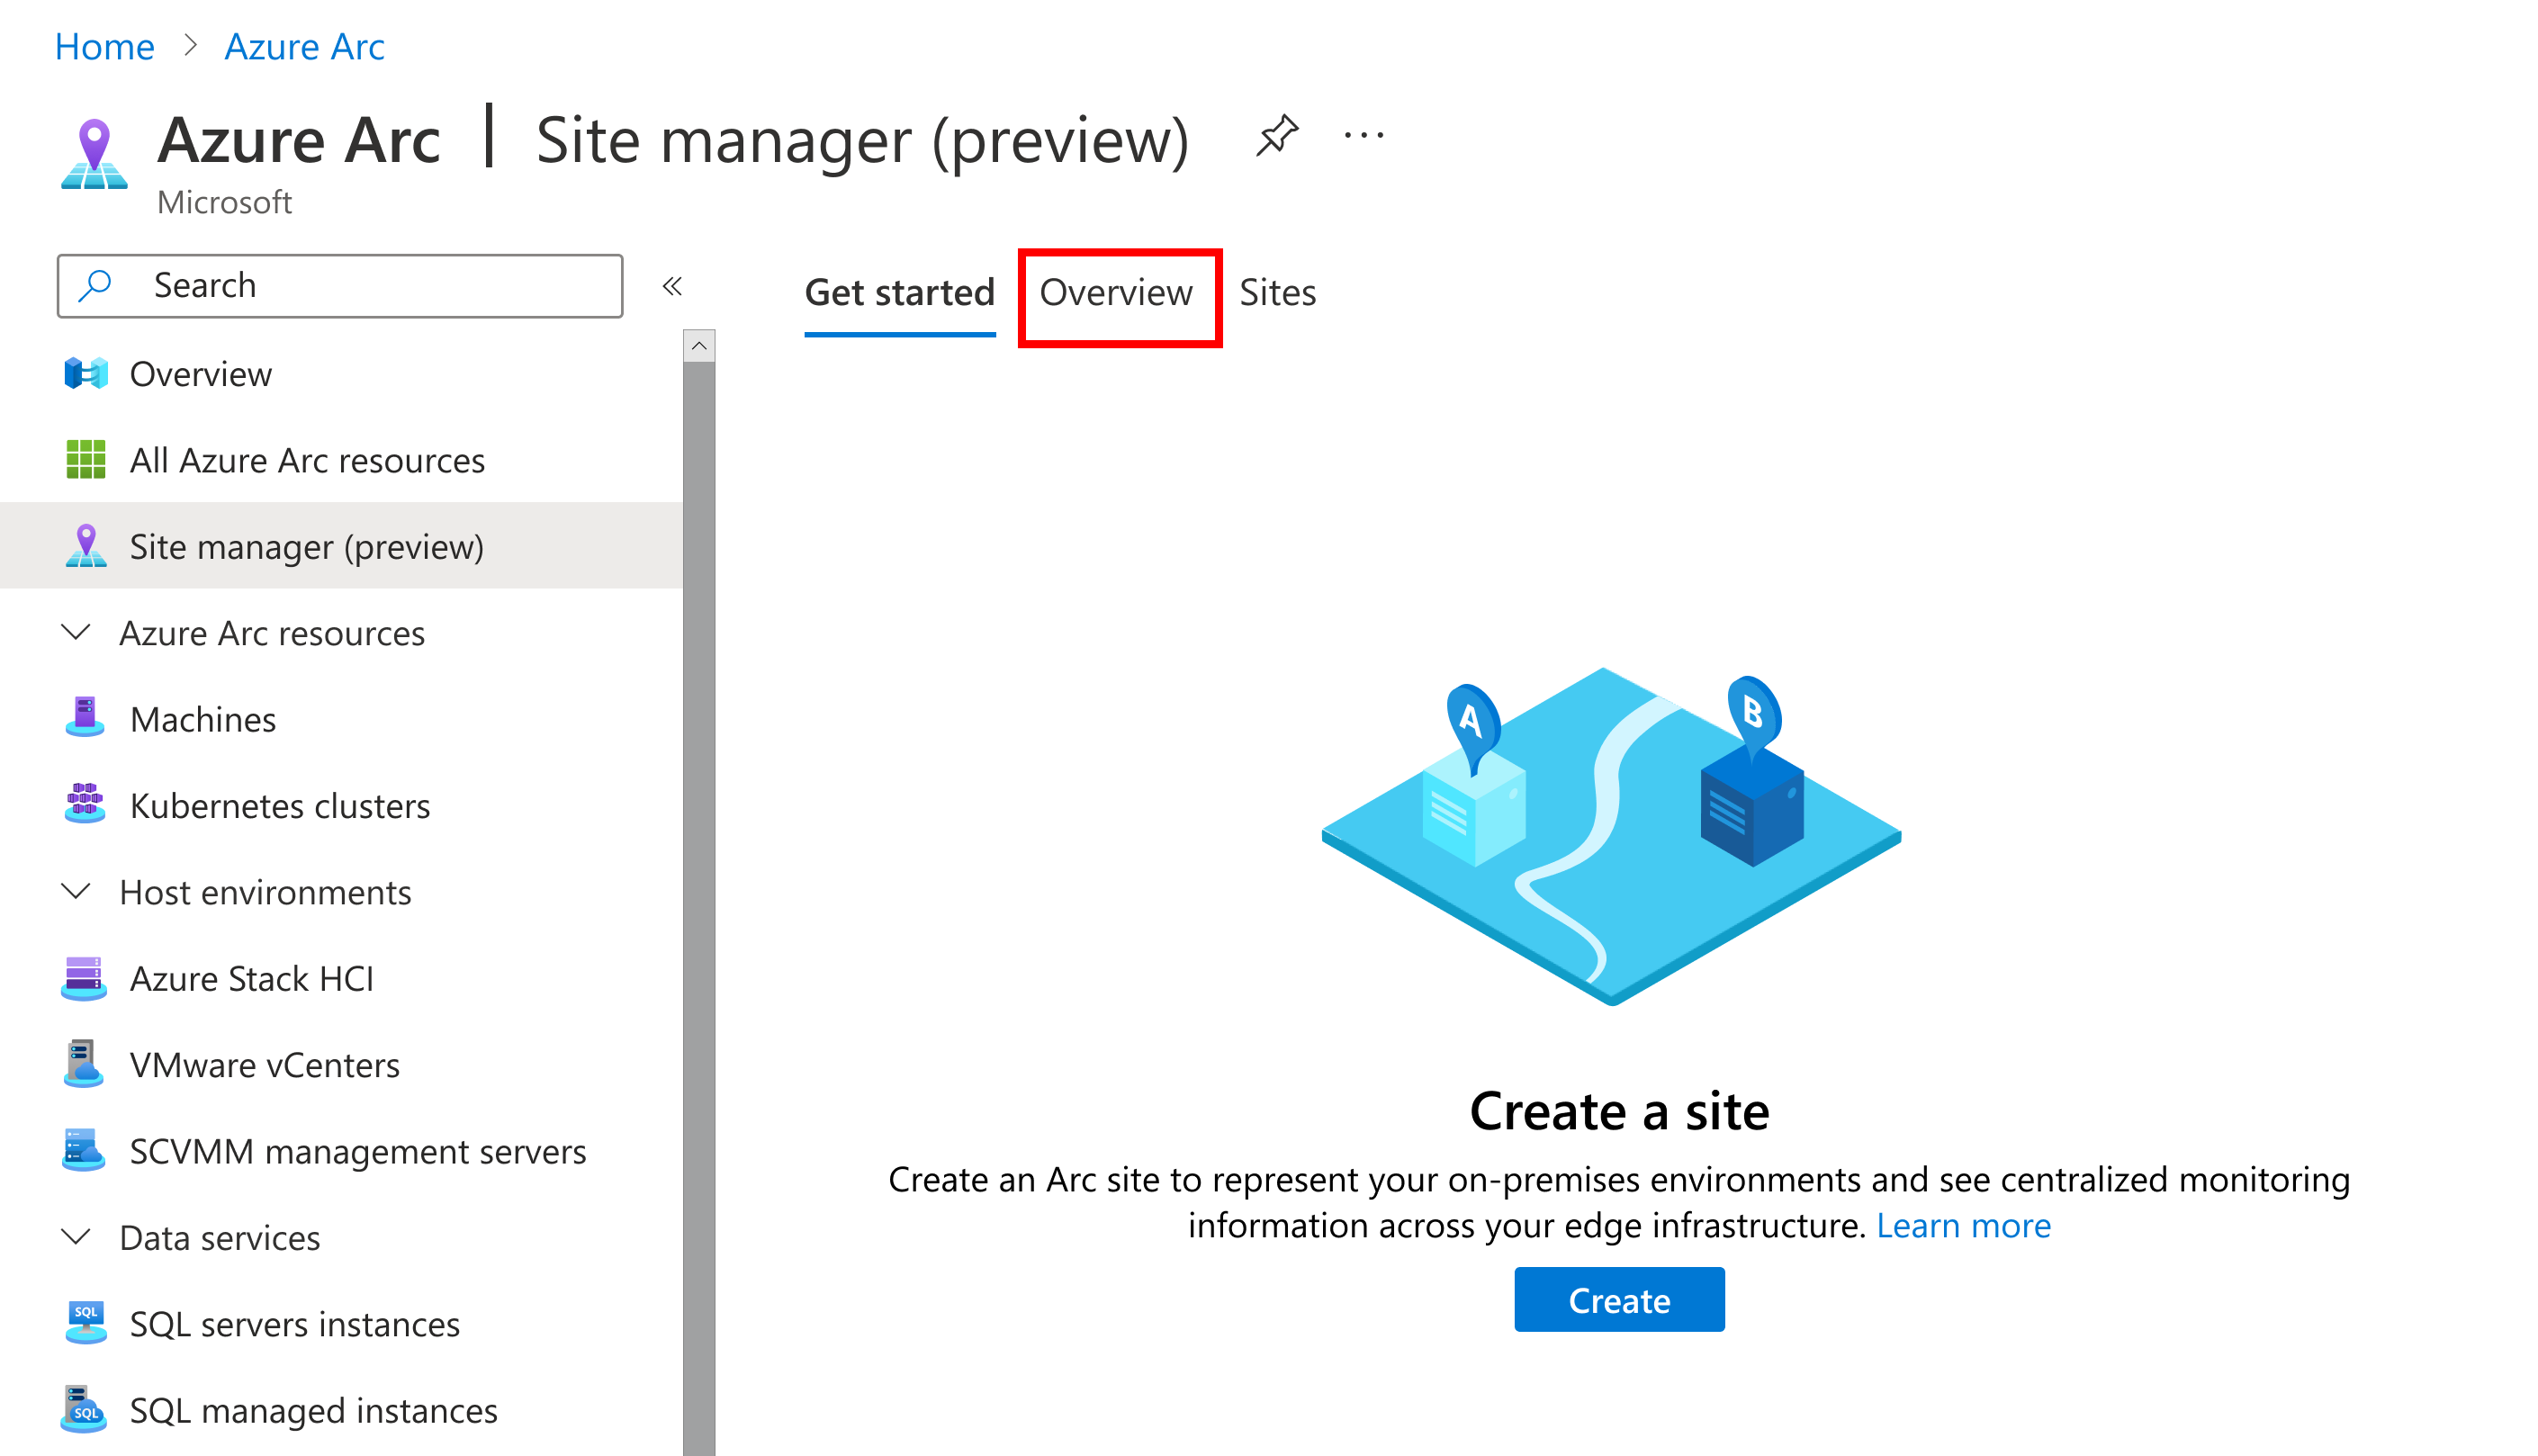 Home > Azure Arc
Azure Arc | Site manager (preview) ...
Microsoft
Search «
Get started Overview Sites
Overview
All Azure Arc resources
Site manager (preview)
Azure Arc resources
Machines
Kubernetes clusters
Host environments
Azure Stack HCI
VMware vCenters
SCVMM management servers
Data services
SQL
SQL servers instances
SQL
SQL managed instances
A
B
Create a site
Create an Arc site to represent your on-premises environments and see centralized monitoring
information across your edge infrastructure. Learn more
Create